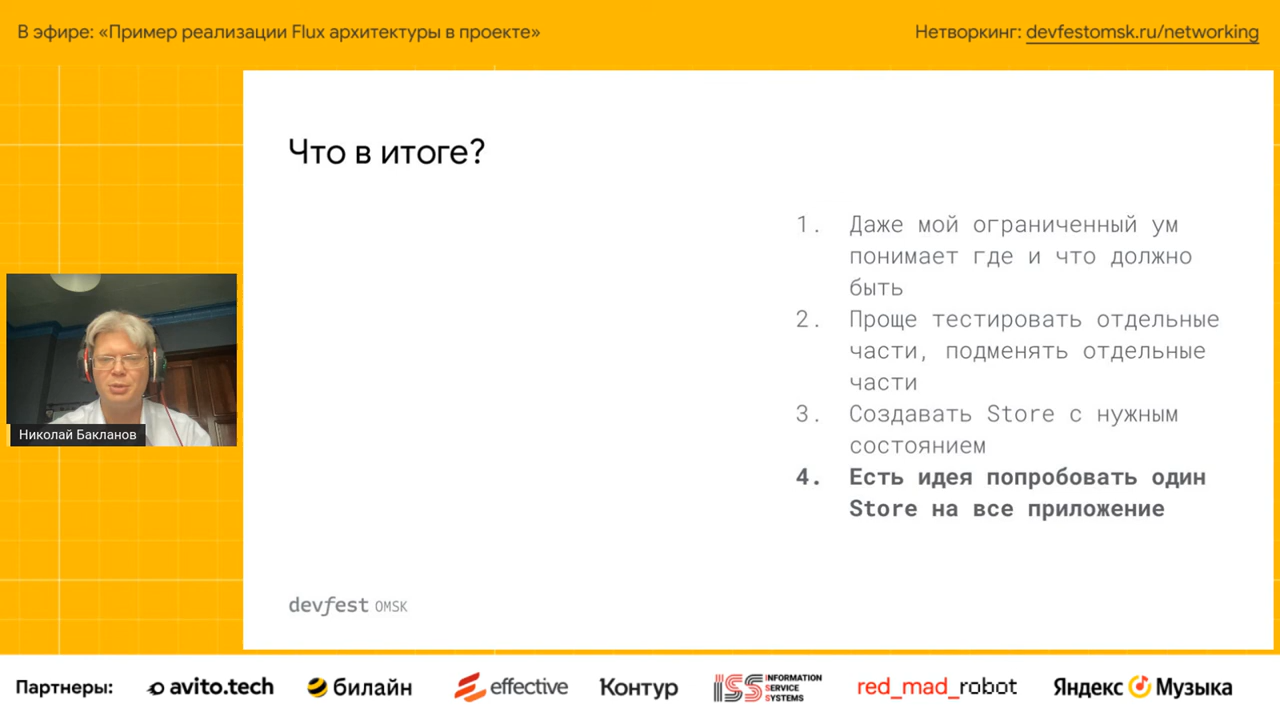 В эфире: «Пример реализации Flux архитектуры в проекте»
Нетворкинг: devfestomsk.ru/networking
Что в итоге?
1. Даже мой ограниченный ум
понимает где и что должно
быть
2. Проще тестировать отдельные
части, подменять отдельные
части
3. Создавать Store с нужным
состоянием
4. Есть идея попробовать один
Store на все приложение
Николай Бакланов
devfest OMSK
Партнеры:
avito.tech
билайн
effective
Контур
ISS INFORMATION
SERVICE
SYSTEMS
red_mad_robot
Яндекс Музыка